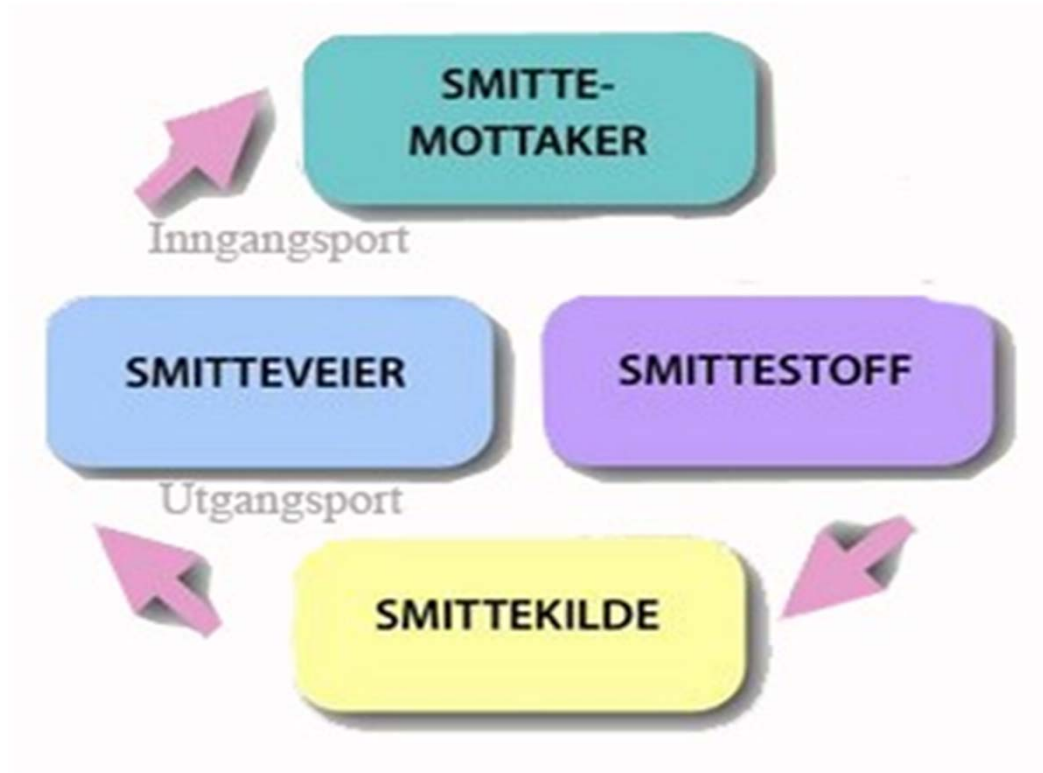 SMITTE-
MOTTAKER
Inngangsport
SMITTEVEIER
SMITTESTOFF
Utgangsport
SMITTEKILDE